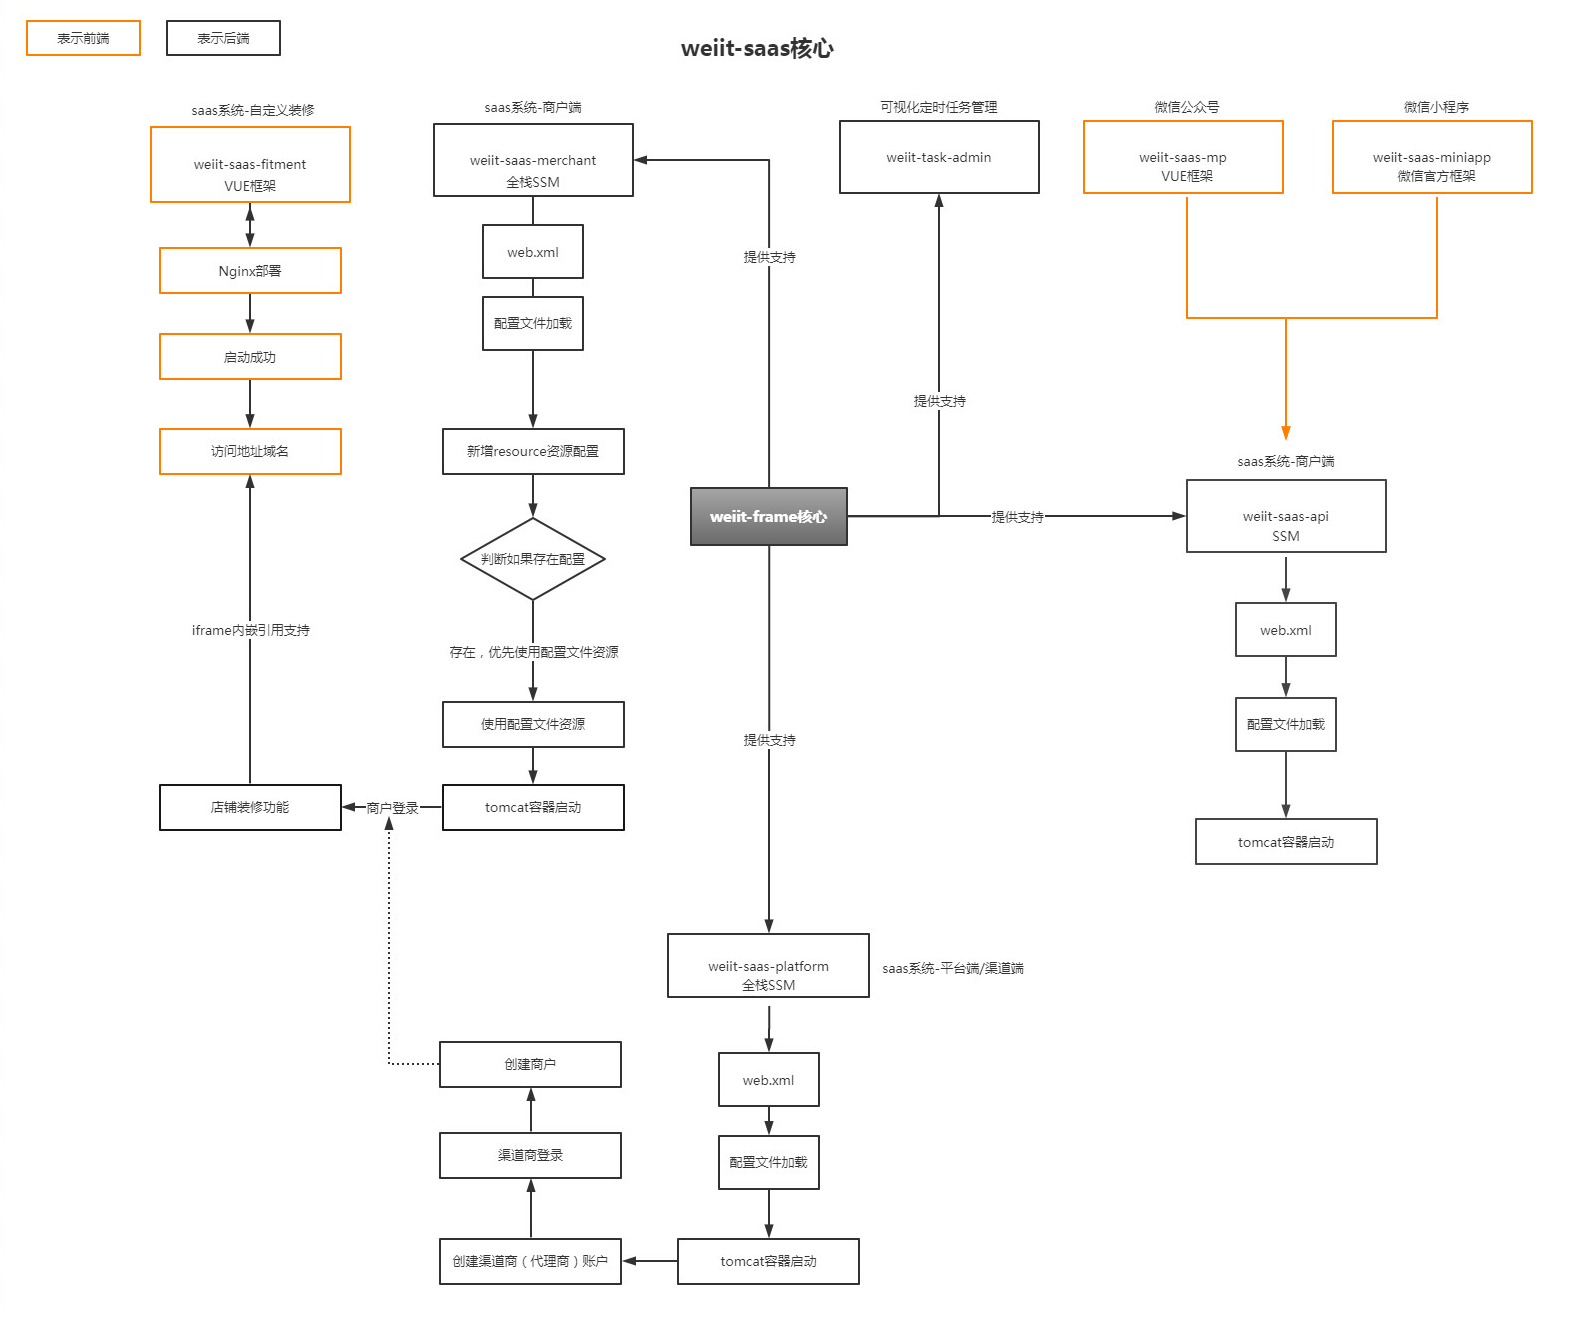 表示前端
表示后端
weiit-saas核心
saas系统-自定义装修
weiit-saas-fitment
VUE框架
Nginx部署
启动成功
访问地址域名
iframe内嵌引用支持
店铺装修功能
saas系统-商户端
weiit-saas-merchant
全栈SSM
web.xml
配置文件加载
新增resource资源配置
判断如果存在配置
存在，优先使用配置文件资源
使用配置文件资源
tomcat容器启动
商户登录
提供支持
可视化定时任务管理
weiit-task-admin
提供支持
weiit-frame核心
提供支持
提供支持
微信公众号
weiit-saas-mp
VUE框架
微信小程序
weiit-saas-miniapp
微信官方框架
saas系统-商户端
weiit-saas-api
SSM
web.xml
配置文件加载
tomcat容器启动
weiit-saas-platform
全栈SSM
saas系统-平台端/渠道端
web.xml
配置文件加载
tomcat容器启动
创建商户
渠道商登录
创建渠道商（代理商）账户